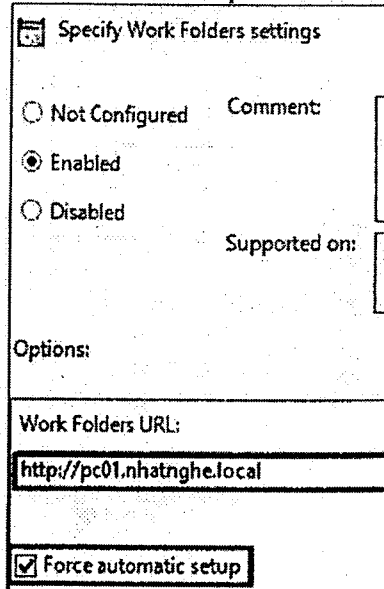 Specify Work Folders settings
Not Configured
Comment:
Enabled
Disabled
Supported on:
Options:
Work Folders URL:
http://pc01.nhatnghe.local
Force automatic setup